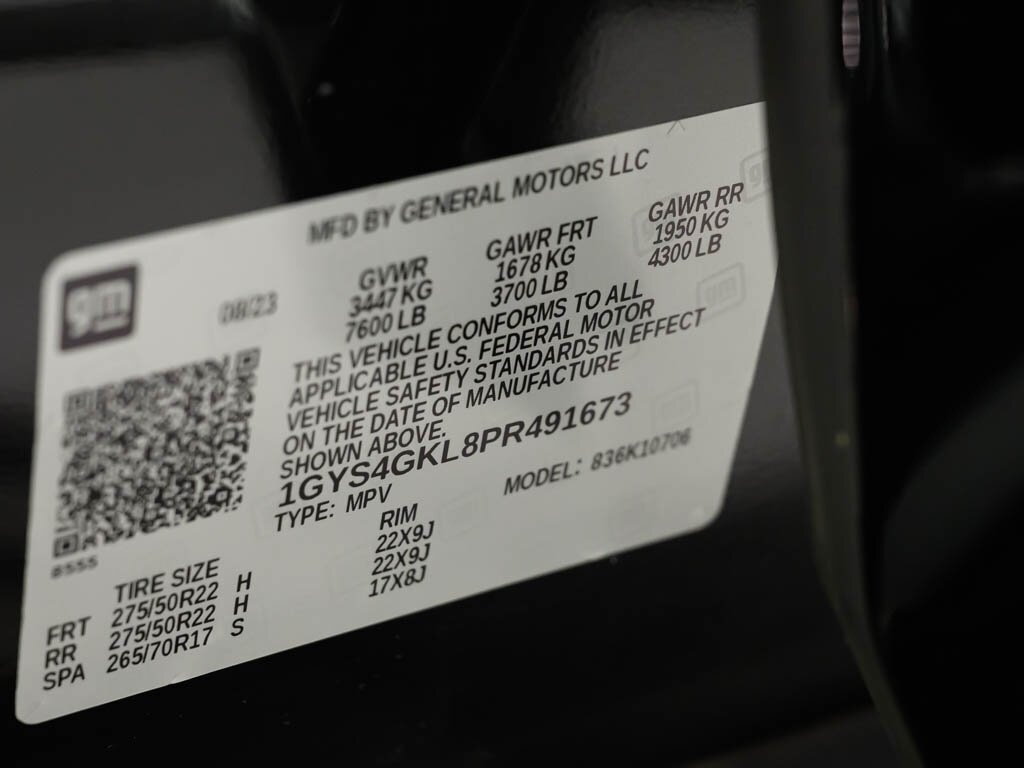 MFD BY GENERAL MOTORS LLC
gm
08/23
GVWR GAWR FRT GAWR RR
3447 KG 1678 KG 1950 KG
7600 LB 3700 LB 4300 LB
THIS VEHICLE CONFORMS TO ALL
APPLICABLE U.S. FEDERAL MOTOR
VEHICLE SAFETY STANDARDS IN EFFECT
ON THE DATE OF MANUFACTURE
SHOWN ABOVE.
1GYS4GKL8PR491673
TYPE: MPV MODEL: 836K10706
8555
TIRE SIZE RIM
FRT 275/50R22 H 22X9J
RR 275/50R22 H 22X9J
SPA 265/70R17 S 17X8J